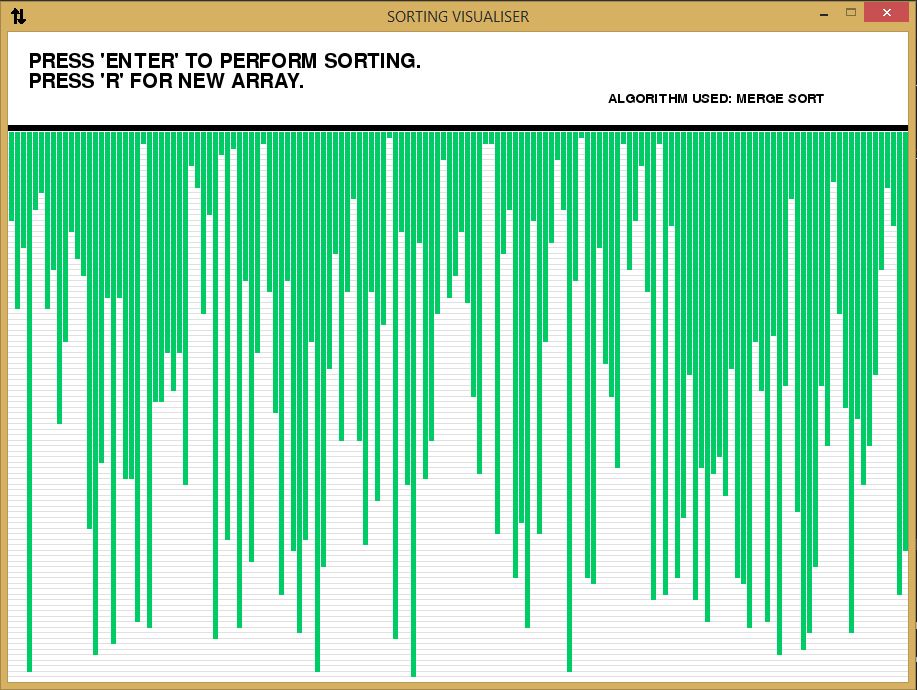 SORTING VISUALISER
PRESS 'ENTER' TO PERFORM SORTING.
PRESS 'R' FOR NEW ARRAY.
ALGORITHM USED: MERGE SORT